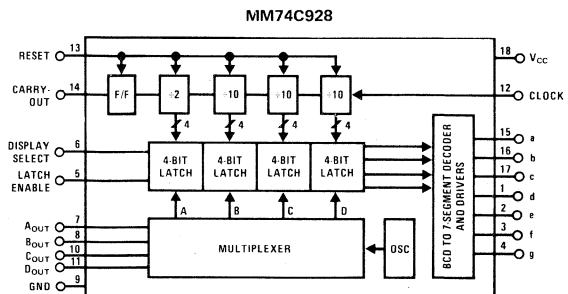 MM74C928
RESET 13
18 VCC
CARRY-OUT 14
F/F
÷2
÷10
÷10
÷10
12 CLOCK
4
4
4
4
DISPLAY SELECT 6
LATCH ENABLE 5
4-BIT LATCH
4-BIT LATCH
4-BIT LATCH
4-BIT LATCH
BCD TO 7-SEGMENT DECODER AND DRIVERS
15 a
16 b
17 c
1 d
2 e
3 f
4 g
A
B
C
D
AOUT 7
BOUT 8
COUT 10
DOUT 11
GND 9
MULTIPLEXER
OSC